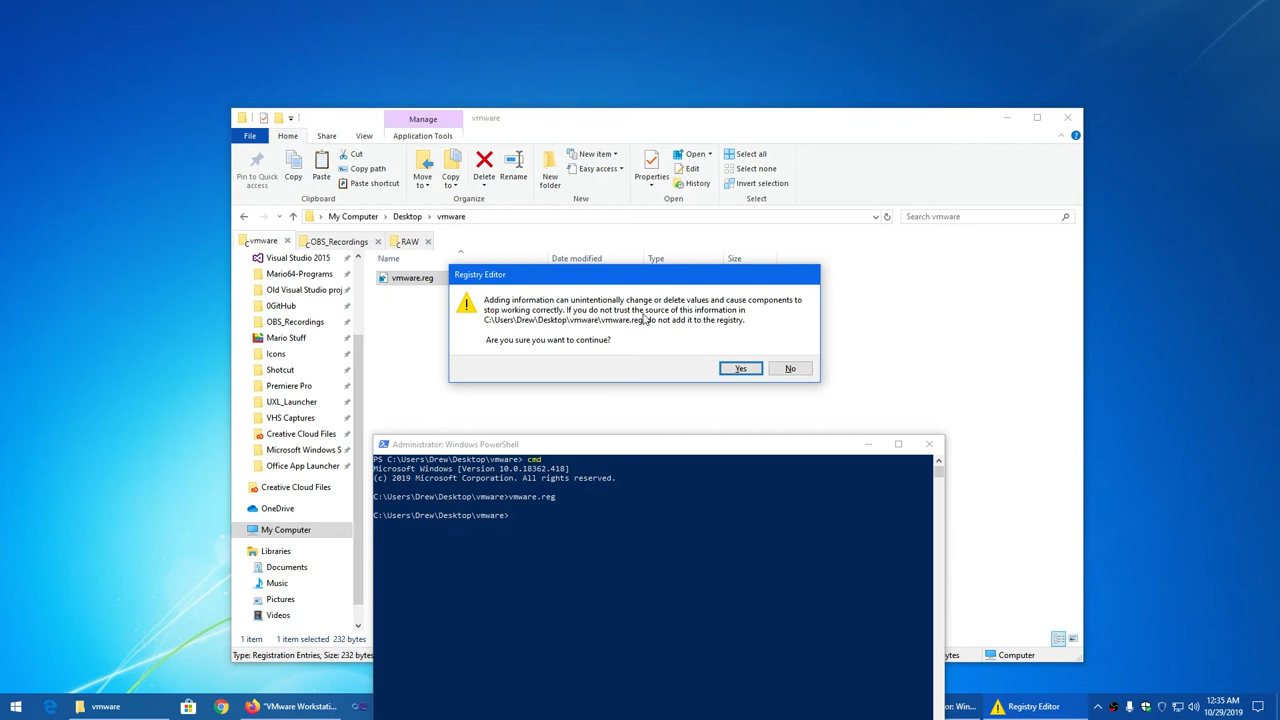 Manage
vmware
File
Home
Share
View
Application Tools
Pin to Quick
access
Copy
Paste
Cut
Copy path
Paste shortcut
Clipboard
Move
to
Copy
to
Delete
Rename
Organize
New
folder
New item
Easy access
New
Properties
Open
Edit
History
Open
Select all
Select none
Invert selection
Select
My Computer
Desktop
vmware
Search vmware
vmware
OBS_Recordings
RAW
Visual Studio 2015
Mario64-Programs
Old Visual Studio proj
0GitHub
OBS_Recordings
Mario Stuff
Icons
Shotcut
Premiere Pro
UXL_Launcher
VHS Captures
Creative Cloud Files
Microsoft Windows S
Office App Launcher
Creative Cloud Files
OneDrive
My Computer
Libraries
Documents
Music
Pictures
Videos
Name
Date modified
Type
Size
vmware.reg
Registry Editor
Adding information can unintentionally change or delete values and cause components to
stop working correctly. If you do not trust the source of this information in
C:\Users\Drew\Desktop\vmware\vmware.reg, do not add it to the registry.
Are you sure you want to continue?
Yes
No
Administrator: Windows PowerShell
PS C:\Users\Drew\Desktop\vmware> cmd
Microsoft Windows [Version 10.0.18362.418]
(c) 2019 Microsoft Corporation. All rights reserved.
C:\Users\Drew\Desktop\vmware>vmware.reg
C:\Users\Drew\Desktop\vmware>
1 item
1 item selected 232 bytes
Type: Registration Entries, Size: 232 bytes
bytes
Computer
vmware
"VMware Workstati...
Win...
Registry Editor
12:35 AM
10/29/2019